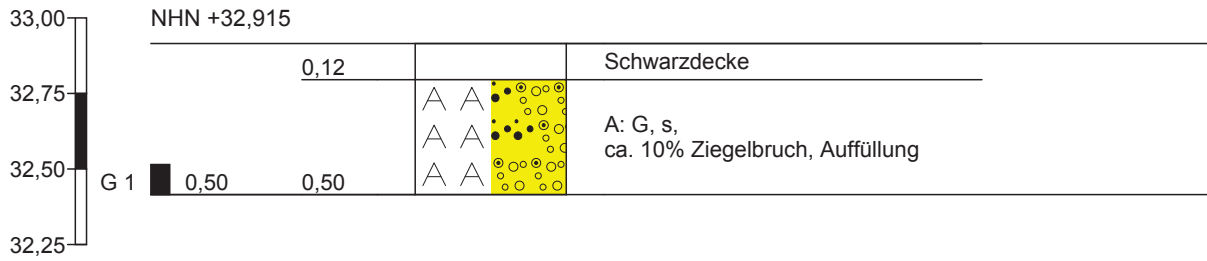 33,00
NHN +32,915
0,12
Schwarzdecke
32,75
A A
A: G, s,
A A
ca. 10% Ziegelbruch, Auffüllung
32,50
A A
G 1
0,50
0,50
32,25